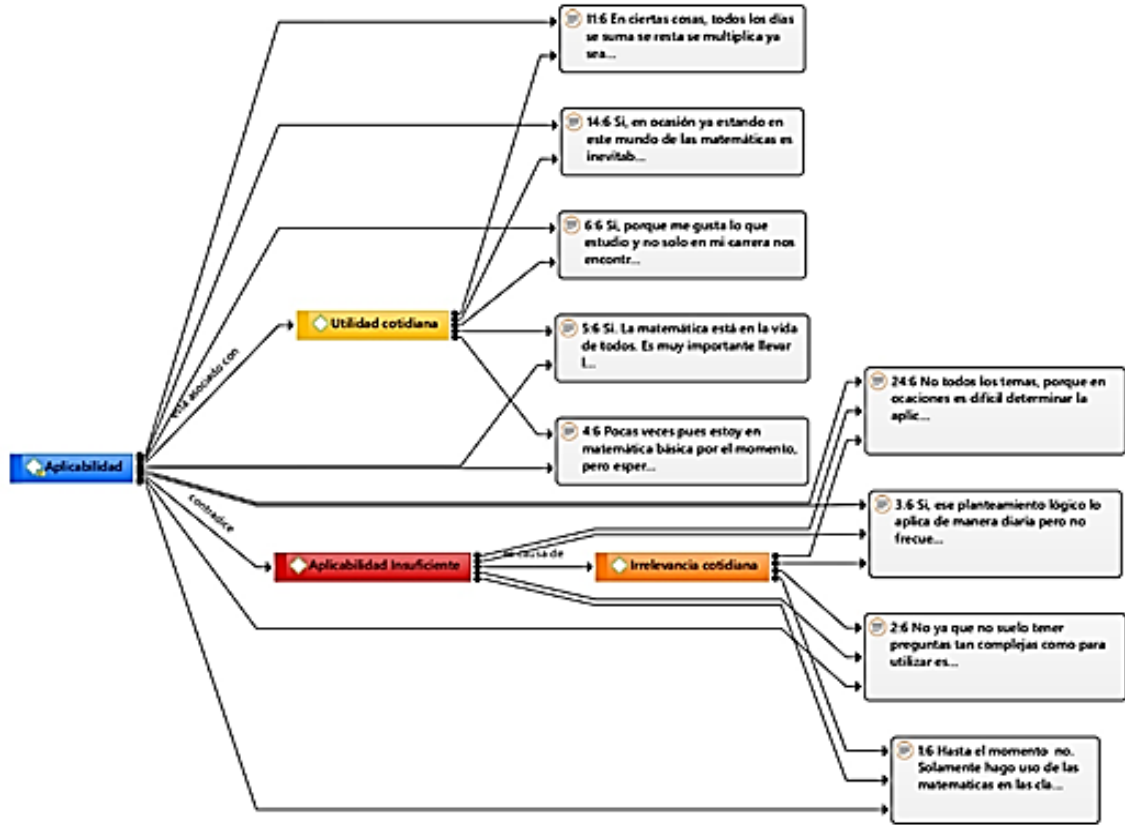 11:6 En ciertas cosas, todos los días
se suma se resta se multiplica ya
sea...
14:6 Si, en ocasión ya estando en
este mundo de las matemáticas es
inevitab...
6:6 Si, porque me gusta lo que
estudio y no solo en mi carrera nos
encontr...
Utilidad cotidiana
5:6 Si. La matemática está en la vida
de todos. Es muy importante llevar
l...
está asociado con
24:6 No todos los temas, porque en
ocaciones es difícil determinar la
aplic...
4:6 Pocas veces pues estoy en
matemática básica por el momento,
pero esper...
Aplicabilidad
contradice
3:6 Si, ese planteamiento lógico lo
aplica de manera diaria pero no
frecue...
es causa de
Aplicabilidad Insuficiente
Irrelevancia cotidiana
2:6 No ya que no suelo tener
preguntas tan complejas como para
utilizar es...
1:6 Hasta el momento no.
Solamente hago uso de las
matematicas en las cla...